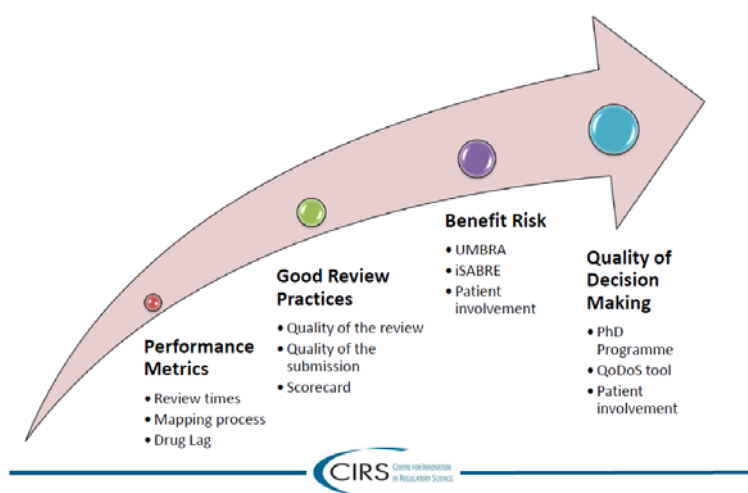 Performance
Metrics
• Review times
• Mapping process
• Drug Lag
Good Review
Practices
• Quality of the review
• Quality of the
submission
• Scorecard
Benefit Risk
• UMBRA
• iSABRE
• Patient
involvement
Quality of
Decision
Making
• PhD
Programme
• QoDoS tool
• Patient
involvement
CIRS
CENTRE FOR INNOVATION
IN REGULATORY SCIENCE